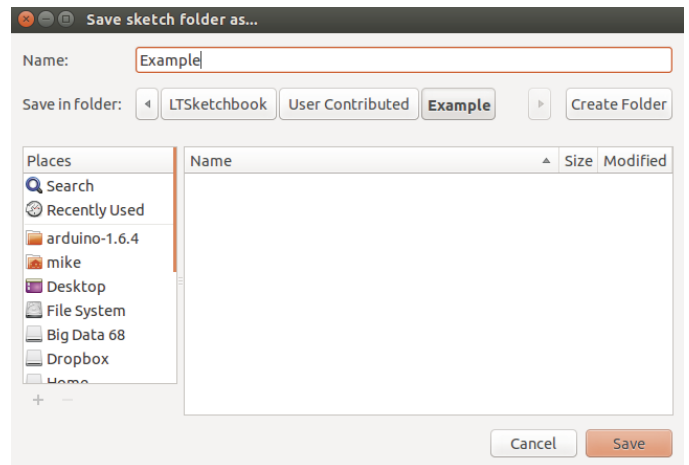 Save sketch folder as...
Name: Example
Save in folder: LTSketchbook User Contributed Example Create Folder
Places Name Size Modified
Search
Recently Used
arduino-1.6.4
mike
Desktop
File System
Big Data 68
Dropbox
Home
+ −
Cancel Save